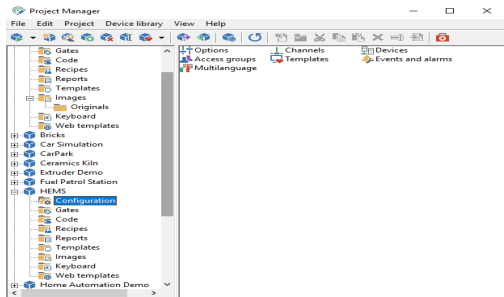 Project Manager
File Edit Project Device library View Help
Gates
Code
Recipes
Reports
Templates
Images
Originals
Keyboard
Web templates
Bricks
Car Simulation
CarPark
Ceramics Kiln
Extruder Demo
Fuel Petrol Station
HEMS
Configuration
Gates
Code
Recipes
Reports
Templates
Images
Keyboard
Web templates
Home Automation Demo
Options Channels Devices
Access groups Templates Events and alarms
Multilanguage